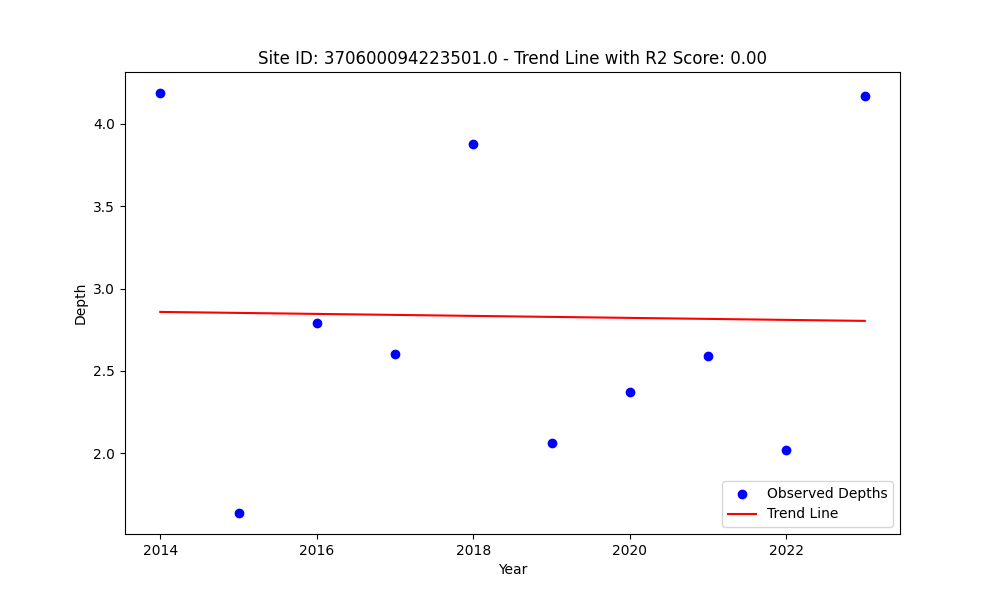 Site ID: 370600094223501.0 - Trend Line with R2 Score: 0.00
4.0
3.5
3.0
2.5
2.0
Depth
2014
2016
2018
2020
2022
Year
Observed Depths
Trend Line